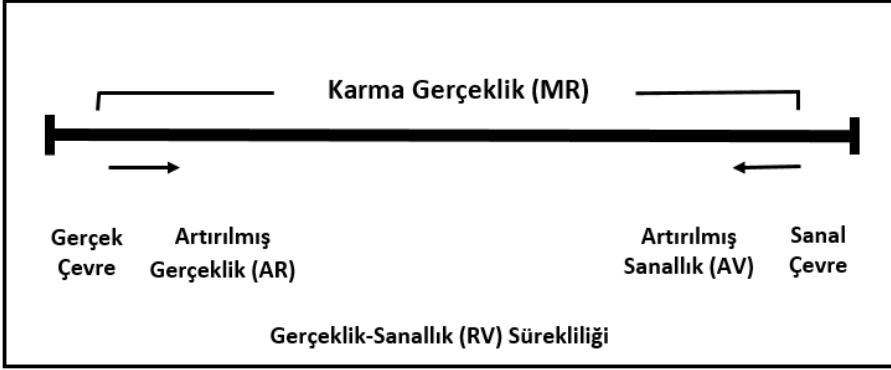 Karma Gerçeklik (MR)
Gerçek
Çevre
Artırılmış
Gerçeklik (AR)
Artırılmış
Sanallık (AV)
Sanal
Çevre
Gerçeklik-Sanallık (RV) Sürekliliği